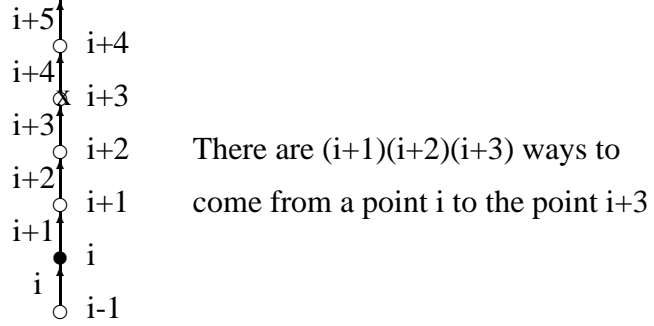 i+5
i+4
i+4
x i+3
i+3
i+2
i+2
i+1
i+1
i
i
i-1
There are (i+1)(i+2)(i+3) ways to
come from a point i to the point i+3